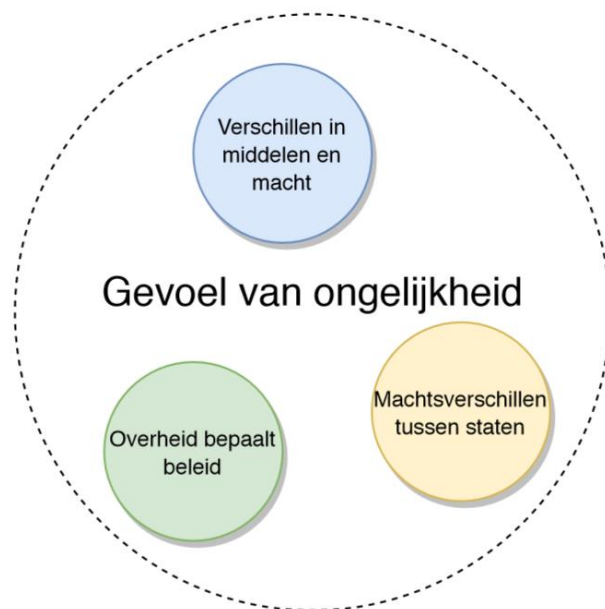 Verschillen in
middelen en
macht
Gevoel van ongelijkheid
Machtsverschillen
tussen staten
Overheid bepaalt
beleid